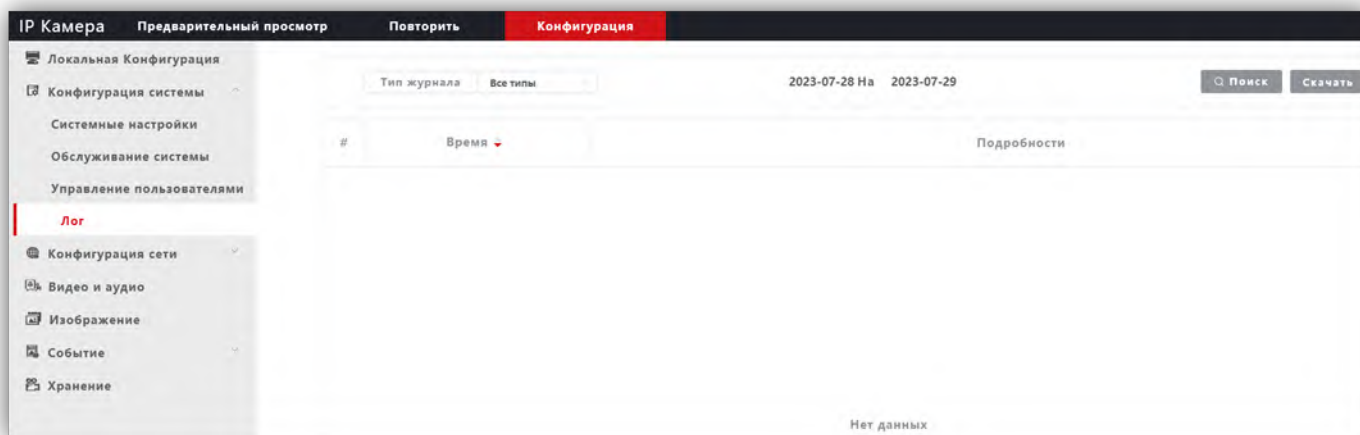 IP Камера Предварительный просмотр Повторить Конфигурация
Локальная Конфигурация
Конфигурация системы
Системные настройки
Обслуживание системы
Управление пользователями
Лог
Конфигурация сети
Видео и аудио
Изображение
Событие
Хранение
Тип журнала Все типы 2023-07-28 На 2023-07-29 Поиск Скачать
# Время Подробности
Нет данных